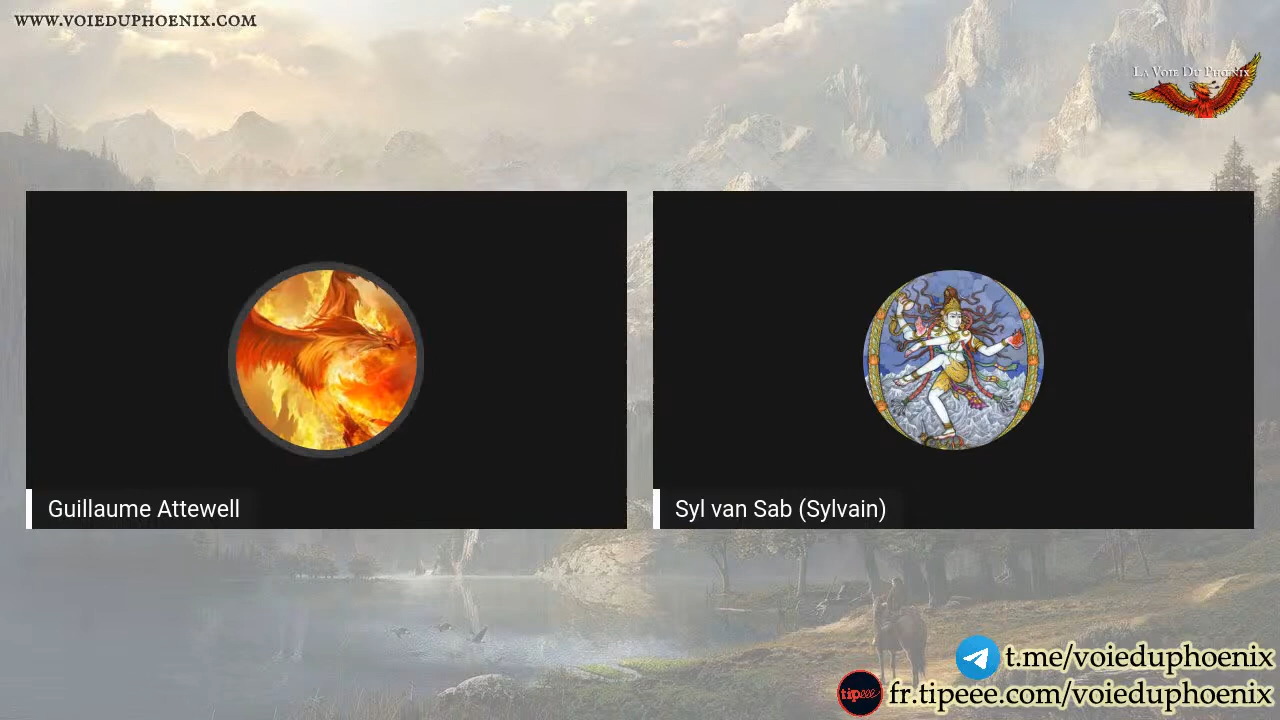 www.voieduphoenix.com
La Voie Du Phœnix
Guillaume Attewell
Syl van Sab (Sylvain)
t.me/voieduphoenix
tipeee
fr.tipeee.com/voieduphoenix